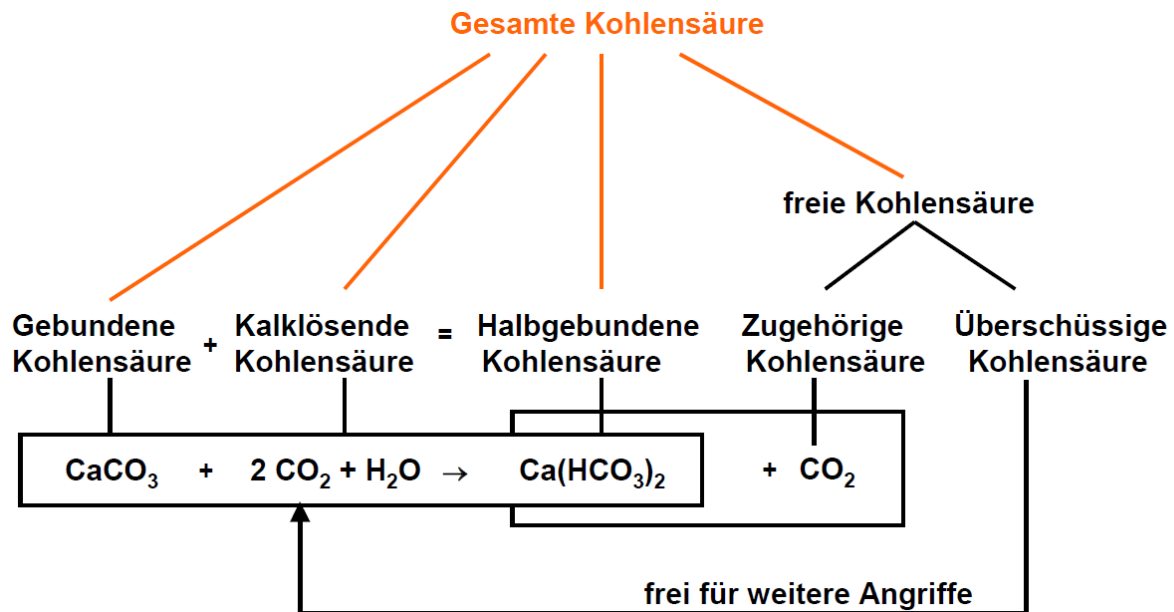 Gesamte Kohlensäure
freie Kohlensäure
Gebundene Kohlensäure + Kalklösende Kohlensäure = Halbgebundene Kohlensäure
Zugehörige Kohlensäure
Überschüssige Kohlensäure
CaCO₃ + 2 CO₂ + H₂O → Ca(HCO₃)₂ + CO₂
frei für weitere Angriffe